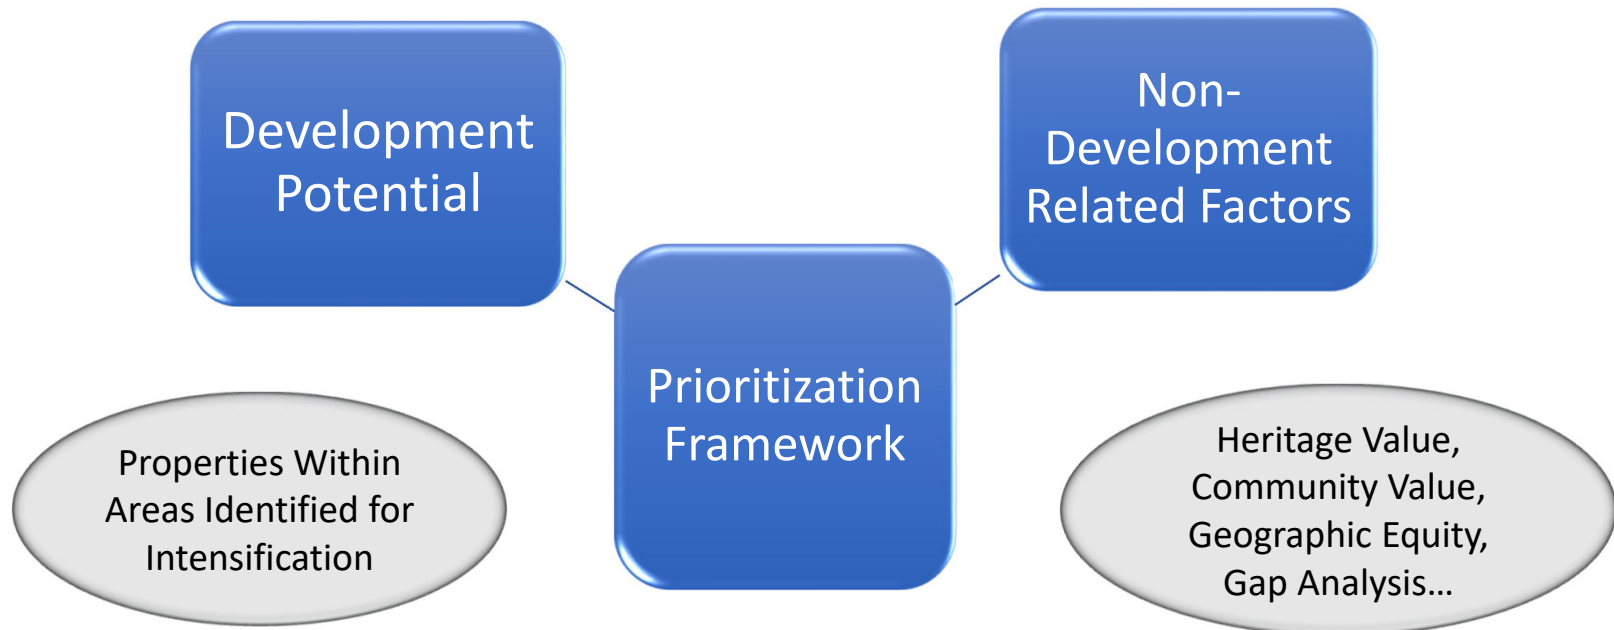 Development
Potential
Non-
Development
Related Factors
Prioritization
Framework
Properties Within
Areas Identified for
Intensification
Heritage Value,
Community Value,
Geographic Equity,
Gap Analysis…